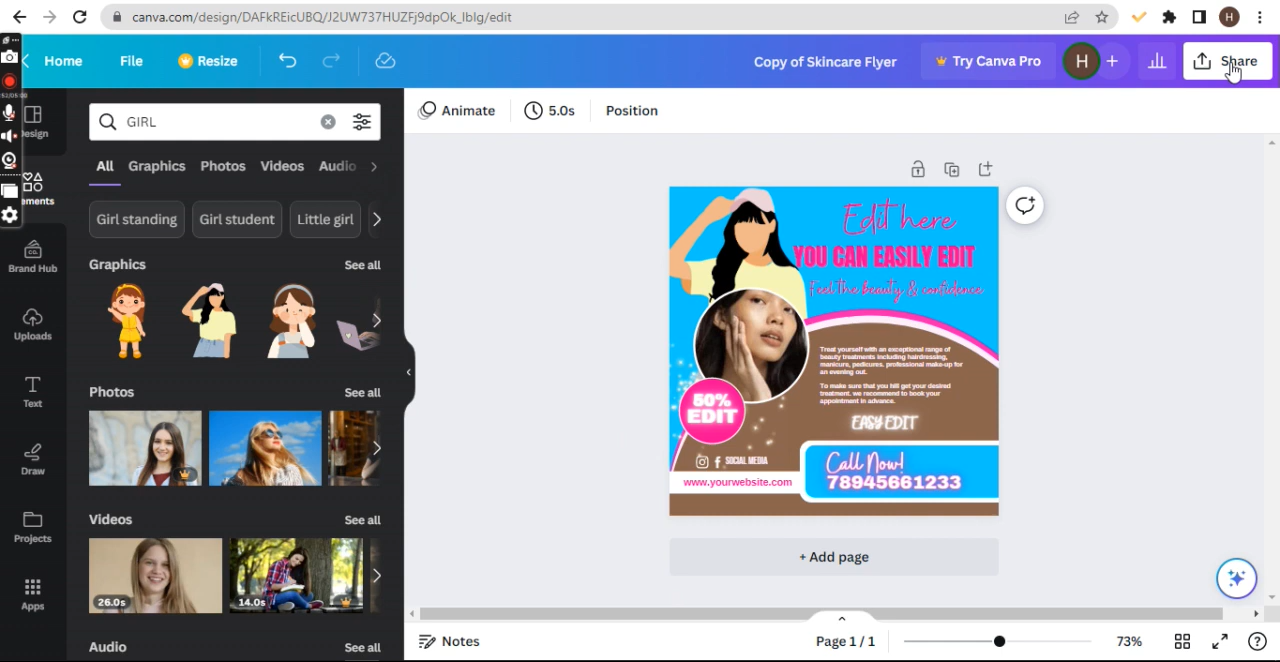 canva.com/design/DAFkREicUBQ/J2UW737HUZFj9dpOk_lblg/edit
H
Home
File
Resize
Copy of Skincare Flyer
Try Canva Pro
H
+
Share
GIRL
Animate
5.0s
Position
Design
All
Graphics
Photos
Videos
Audio
Elements
Girl standing
Girl student
Little girl
Brand Hub
Graphics
See all
Uploads
Photos
See all
Text
Draw
Videos
See all
Projects
26.0s
14.0s
Apps
Audio
See all
Edit here
YOU CAN EASILY EDIT
Feel the beauty & confidence
Treat yourself with an exceptional range of
beauty treatments including hairdressing,
manicure, pedicures, professional make-up for
an evening out.
To make sure that you hill get your desired
treatment, we rscommend to book your
appointment in advance.
50%
EDIT
EASY EDIT
SOCIAL MEDIA
www.yourwebsite.com
Call Now!
78945661233
+ Add page
Notes
Page 1 / 1
73%